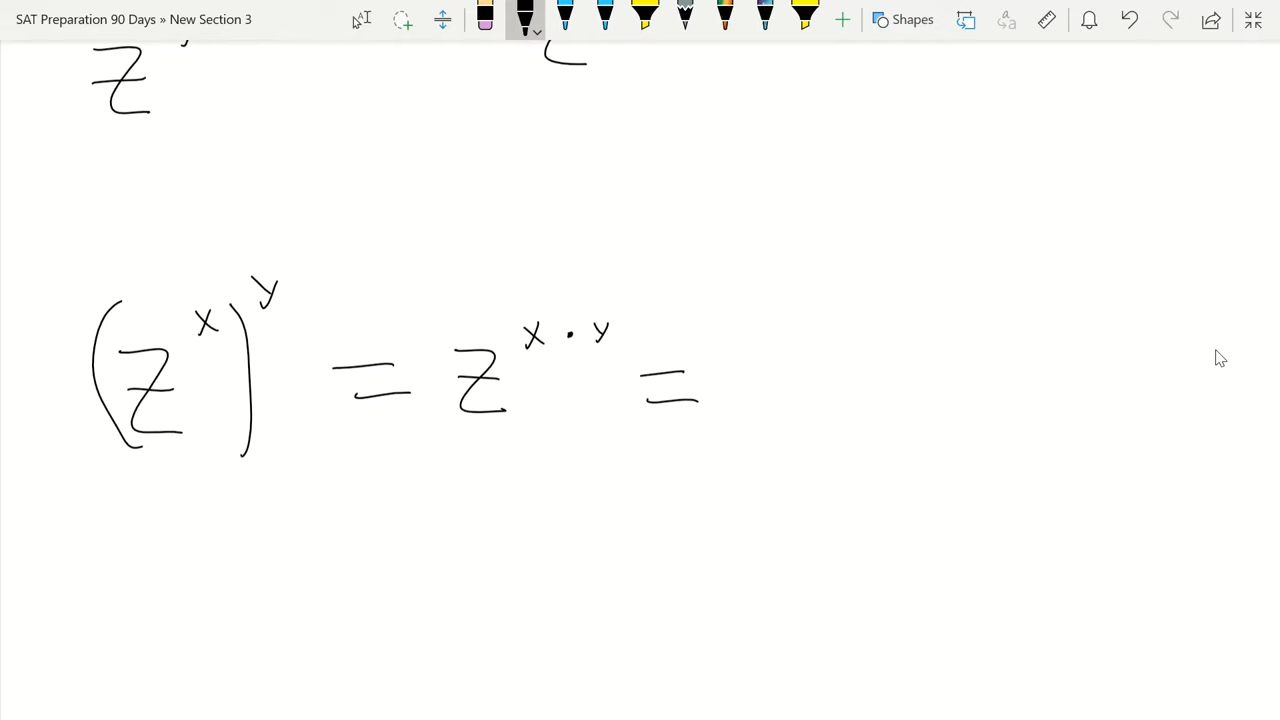 SAT Preparation 90 Days » New Section 3
Shapes
z
(z^x)^y = z^x·y =